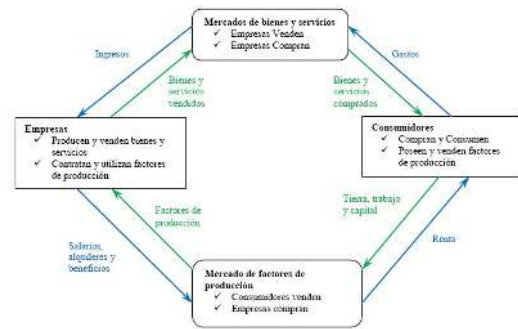 Mercados de bienes y servicios
✓ Empresas Venden
✓ Empresas Compran
Ingresos
Gastos
Bienes y
servicios
vendidos
Bienes y
servicios
comprados
Empresas
✓ Producen y venden bienes y
servicios
✓ Contratan y utilizan factores
de producción
Consumidores
✓ Compran y Consumen
✓ Poseen y venden factores
de producción
Factores de
producción
Tierra, trabajo
y capital
Salarios,
alquileres y
beneficios
Renta
Mercado de factores de
producción
✓ Consumidores venden
✓ Empresas compran